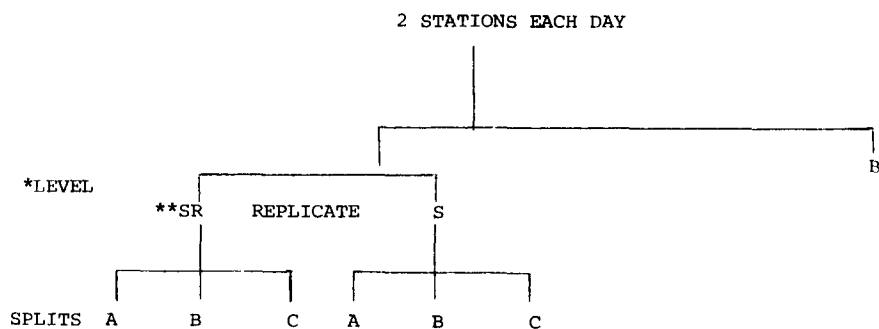 2 STATIONS EACH DAY
B
*LEVEL
**SR REPLICATE S
SPLITS A B C A B C